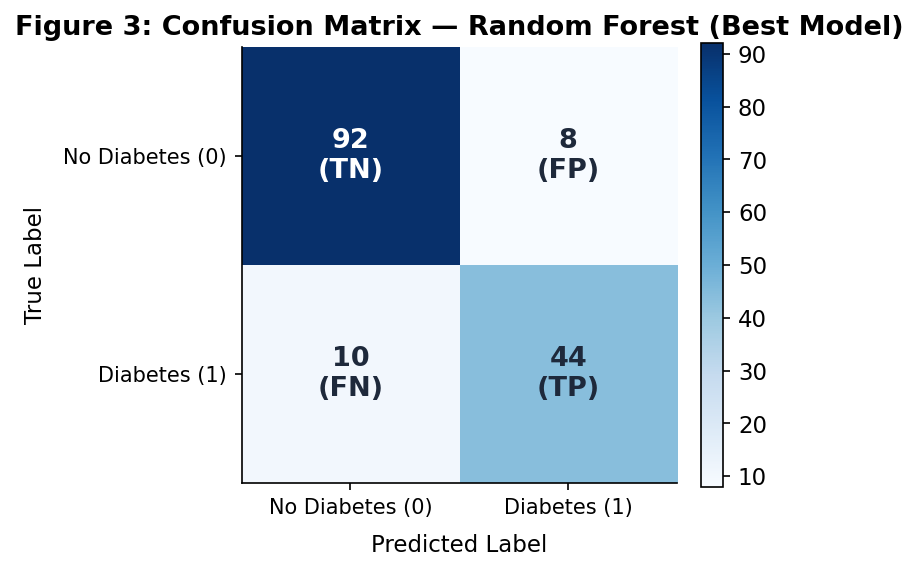 Figure 3: Confusion Matrix — Random Forest (Best Model)
True Label
No Diabetes (0)
Diabetes (1)
92
(TN)
8
(FP)
10
(FN)
44
(TP)
No Diabetes (0)
Diabetes (1)
Predicted Label
90
80
70
60
50
40
30
20
10